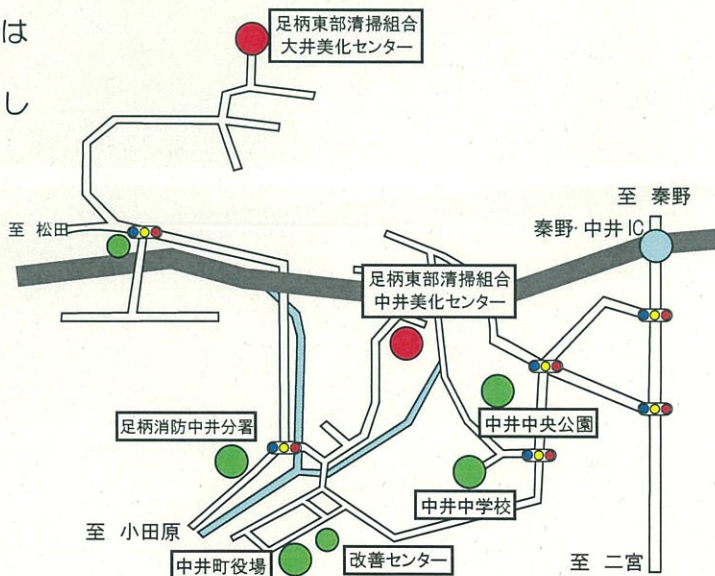 は
し
足柄東部清掃組合
大井美化センター
至 秦野
至 松田
秦野・中井IC
足柄東部清掃組合
中井美化センター
足柄消防中井分署
中井中央公園
中井中学校
至 小田原
中井町役場
改善センター
至 二宮